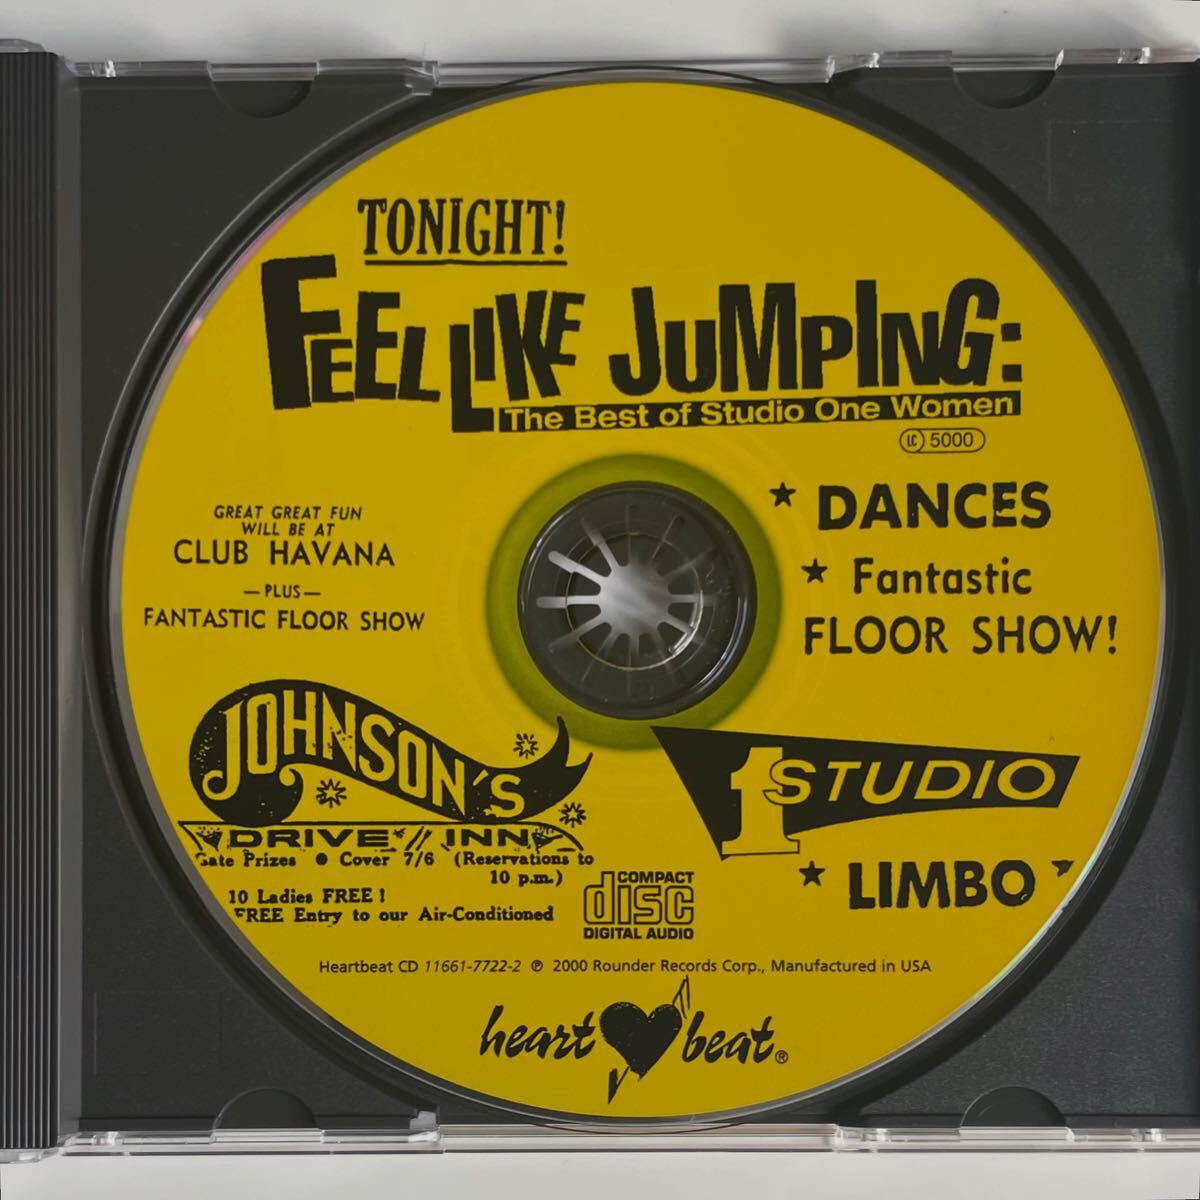 TONIGHT!
FEEL LIKE JUMPING:
The Best of Studio One Women
LC 5000
GREAT GREAT FUN
WILL BE AT
CLUB HAVANA
—PLUS—
FANTASTIC FLOOR SHOW
★ DANCES
★ Fantastic
FLOOR SHOW!
JOHNSON'S
DRIVE INN
Gate Prizes ● Cover 7/6 (Reservations to
10 p.m.)
10 Ladies FREE!
FREE Entry to our Air-Conditioned
1 STUDIO
★ LIMBO ★
COMPACT
disc
DIGITAL AUDIO
Heartbeat CD 11661-7722-2 ℗ 2000 Rounder Records Corp., Manufactured in USA
heart beat®